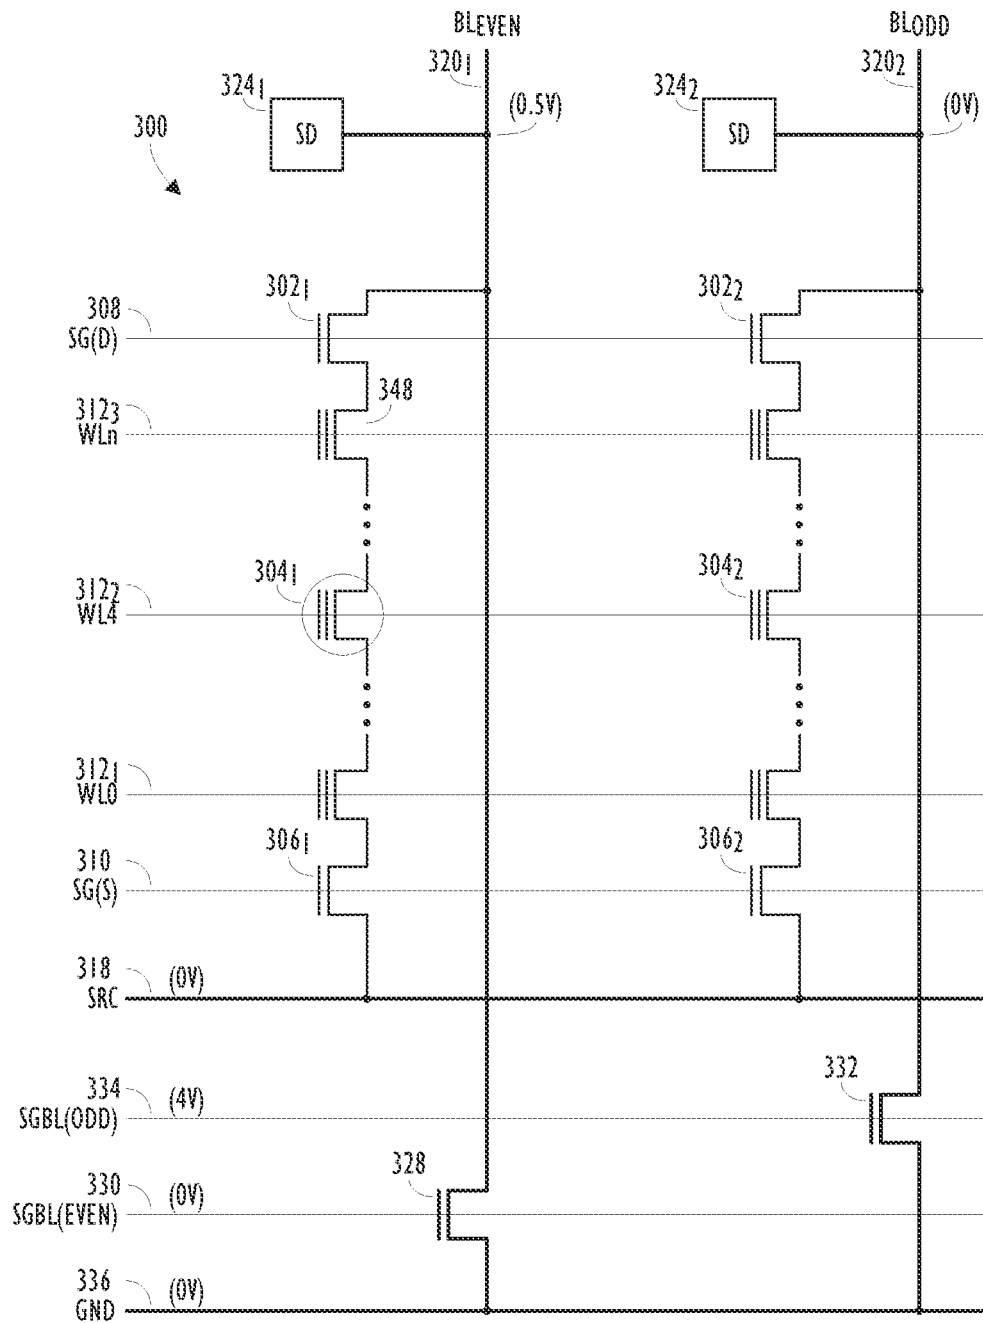 BLEVEN
BLODD
3201
3202
3241
3242
SD
(0.5V)
SD
(0V)
300
3021
3022
308
SG(D)
348
3123
WLn
3041
3042
3122
WL4
3121
WL0
3061
3062
310
SG(S)
318
SRC
(0V)
332
334
SGBL(ODD)
(4V)
328
330
SGBL(EVEN)
(0V)
336
GND
(0V)